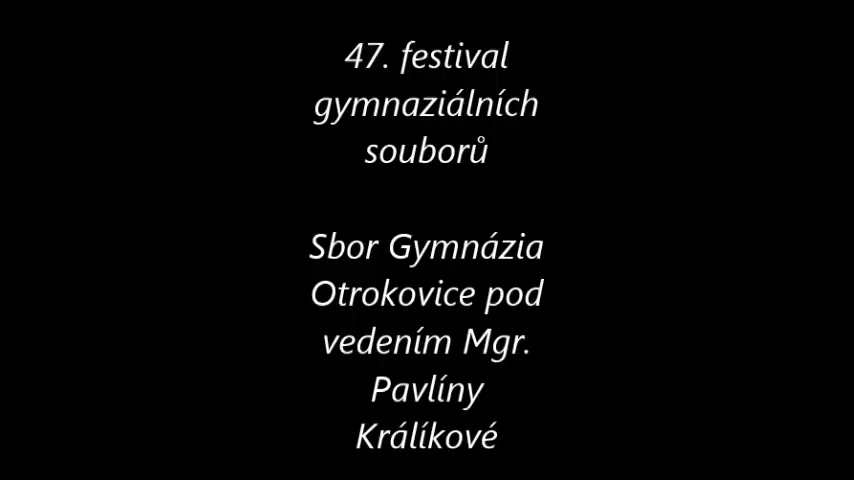 47. festival
gymnaziálních
souborů
Sbor Gymnázia
Otrokovice pod
vedením Mgr.
Pavlíny
Králíkové